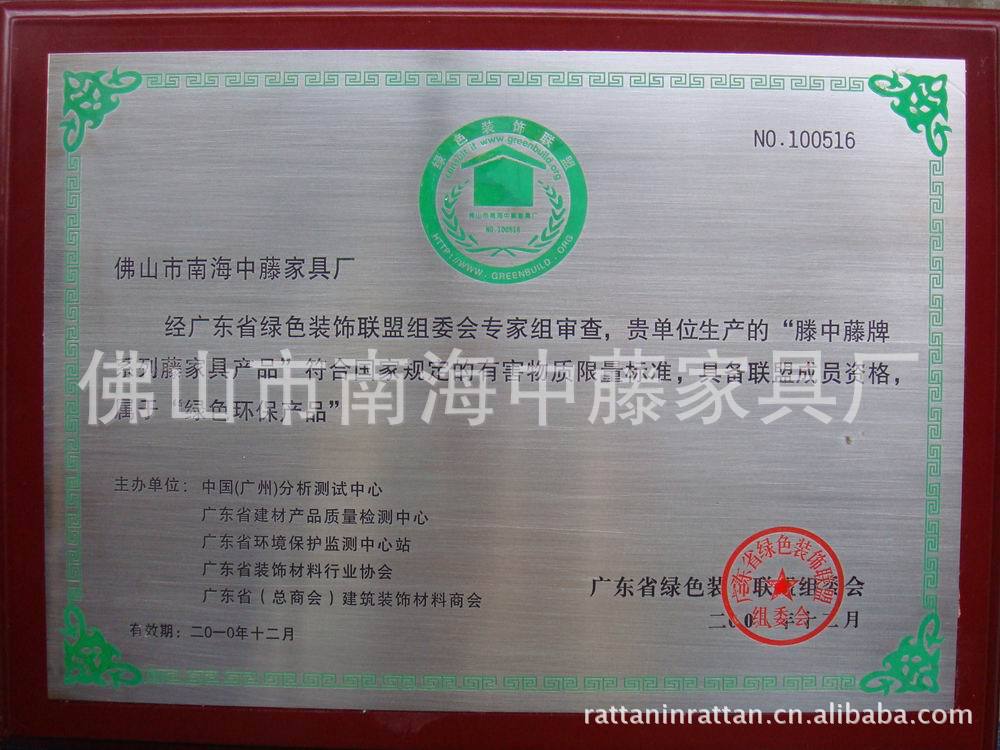 NO.100516
绿色装饰联盟
consult it www.greenbuild.org
佛山市南海中藤家具厂
NO.100516
HTTP://WWW.GREENBUILD.ORG
佛山市南海中藤家具厂
经广东省绿色装饰联盟组委会专家组审查，贵单位生产的“滕中藤牌
系列藤家具产品”符合国家规定的有害物质限量标准，具备联盟成员资格，
属于“绿色环保产品”
佛山市南海中藤家具厂
主办单位：中国(广州)分析测试中心
广东省建材产品质量检测中心
广东省环境保护监测中心站
广东省装饰材料行业协会
广东省（总商会）建筑装饰材料商会
有效期：二〇一〇年十二月
广东省绿色装饰联盟组委会
年十二月
广东省绿色装饰联盟
组委会
rattaninrattan.cn.alibaba.com